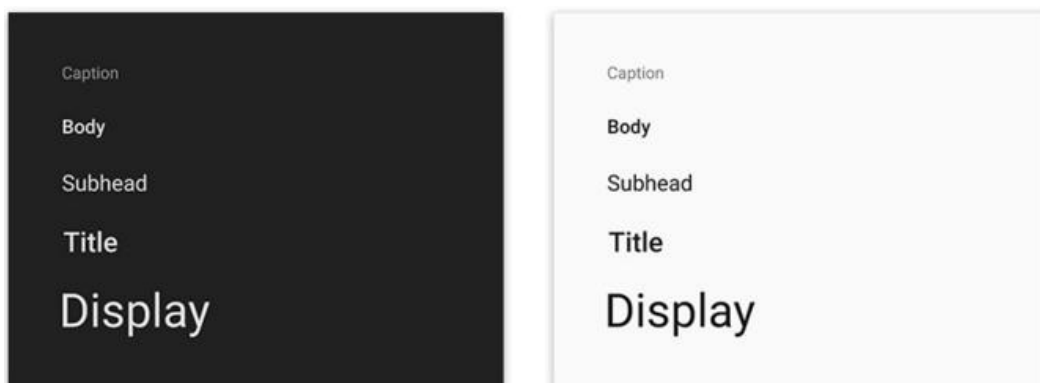 Caption
Body
Subhead
Title
Display
Caption
Body
Subhead
Title
Display